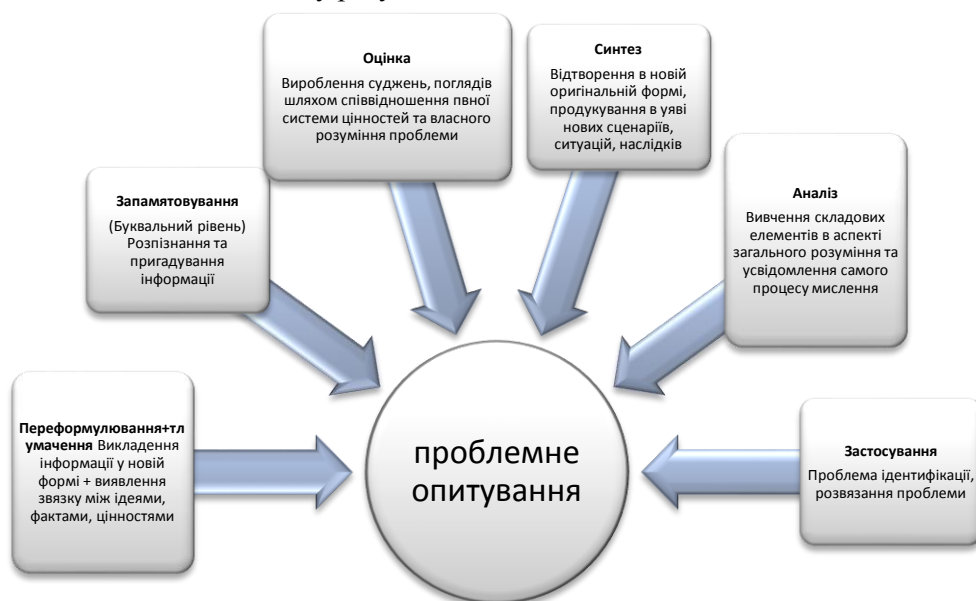 Оцінка
Вироблення суджень, поглядів
шляхом співвідношення пвної
системи цінностей та власного
розуміння проблеми
Синтез
Відтворення в новій
оригінальній формі,
продукування в уяві
нових сценаріїв,
ситуацій, наслідків
Запамятовування
(Буквальний рівень)
Розпізнання та
пригадування
інформації
Аналіз
Вивчення складових
елементів в аспекті
загального розуміння та
усвідомлення самого
процесу мислення
Переформулювання+тл
умачення Викладення
інформації у новій
формі + виявлення
звязку між ідеями,
фактами, цінностями
проблемне
опитування
Застосування
Проблема ідентифікації,
розвязання проблеми